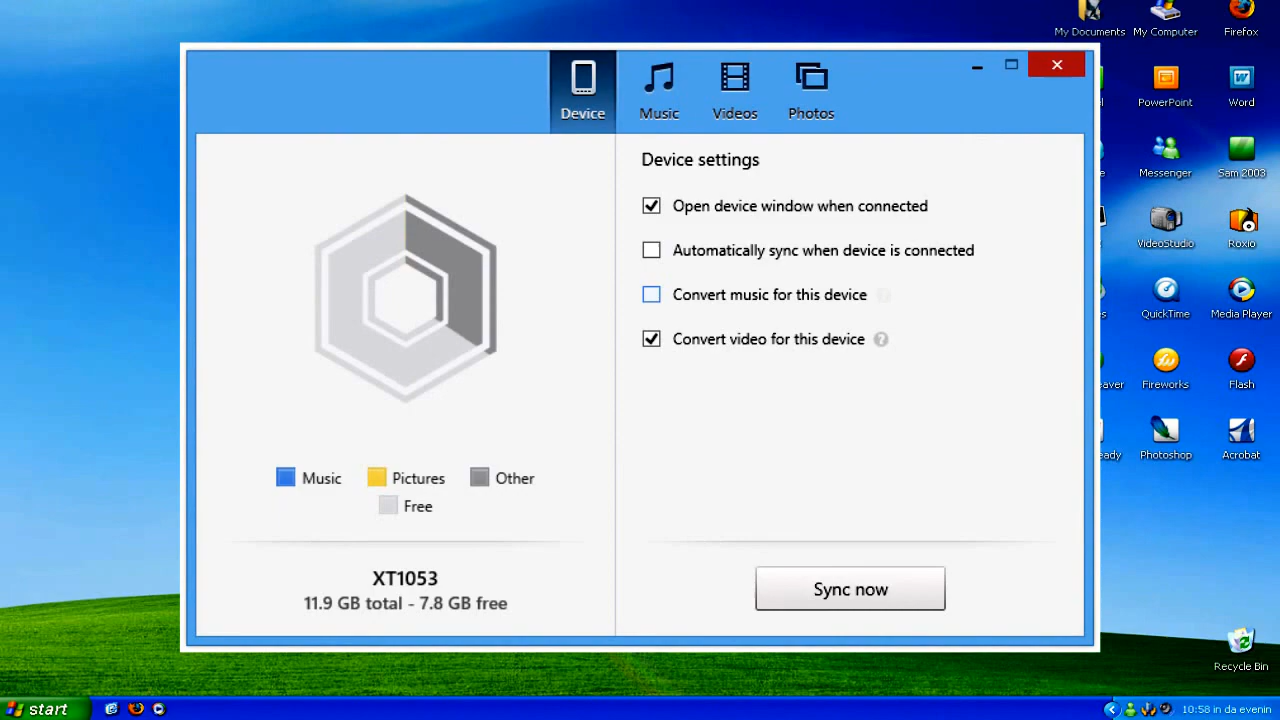 My Documents
My Computer
Firefox
Device
Music
Videos
Photos
PowerPoint
Word
Device settings
Open device window when connected
Automatically sync when device is connected
Convert music for this device ?
Convert video for this device ?
Messenger
Sam 2003
VideoStudio
Roxio
QuickTime
Media Player
Fireworks
Flash
Photoshop
Acrobat
Music
Pictures
Other
Free
XT1053
11.9 GB total - 7.8 GB free
Sync now
Recycle Bin
start
10:58 in da evenin